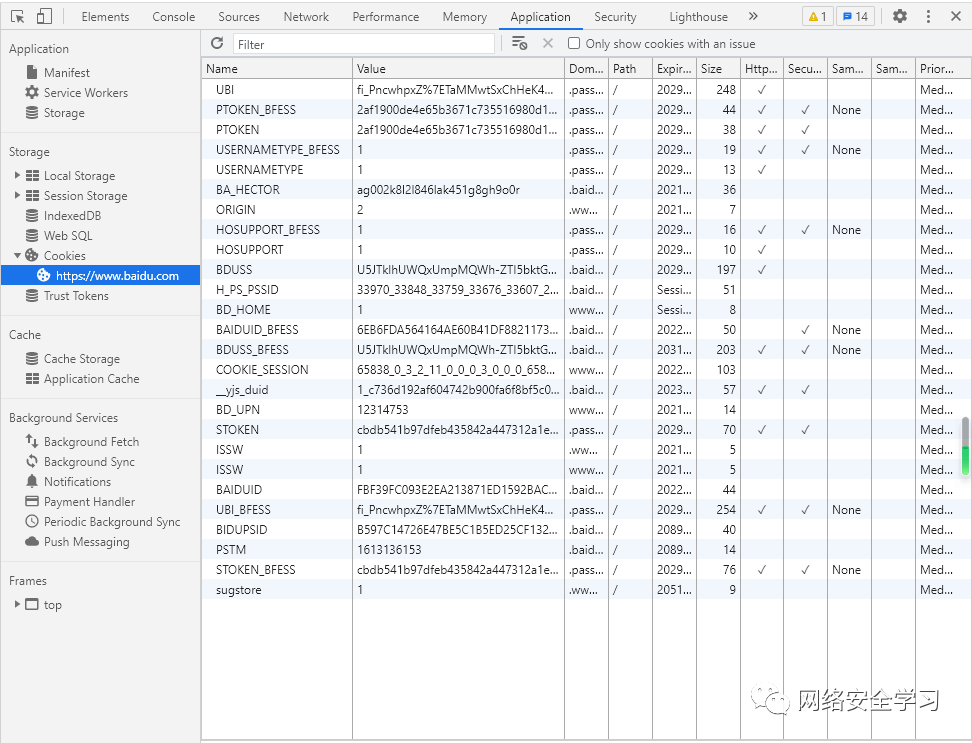 Elements Console Sources Network Performance Memory Application Security Lighthouse » 1 14
Application
Manifest
Service Workers
Storage
Storage
Local Storage
Session Storage
IndexedDB
Web SQL
Cookies
https://www.baidu.com
Trust Tokens
Cache
Cache Storage
Application Cache
Background Services
Background Fetch
Background Sync
Notifications
Payment Handler
Periodic Background Sync
Push Messaging
Frames
top
Filter Only show cookies with an issue
Name Value Dom... Path Expir... Size Http... Secu... Sam... Sam... Prior...
UBI fi_PncwhpxZ%7ETaMMwtSxChHeK4... .pass... / 2029... 248 ✓ Med...
PTOKEN_BFESS 2af1900de4e65b3671c735516980d1... .pass... / 2029... 44 ✓ ✓ None Med...
PTOKEN 2af1900de4e65b3671c735516980d1... .pass... / 2029... 38 ✓ ✓ Med...
USERNAMETYPE_BFESS 1 .pass... / 2029... 19 ✓ ✓ None Med...
USERNAMETYPE 1 .pass... / 2029... 13 ✓ Med...
BA_HECTOR .baid... / 2021... 36 Med...
ORIGIN 2 .ww... / 2021... 7 Med...
HOSUPPORT_BFESS 1 .pass... / 2029... 16 ✓ ✓ None Med...
HOSUPPORT 1 .pass... / 2029... 10 ✓ Med...
BDUSS .baid... / 2029... 197 ✓ Med...
H_PS_PSSID 33970_33848_33759_33676_33607_2... .baid... / Sessi... 51 Med...
BD_HOME 1 www... / Sessi... 8 Med...
BAIDUID_BFESS 6EB6FDA564164AE60B41DF8821173... .baid... / 2022... 50 ✓ None Med...
BDUSS_BFESS .baid... / 2031... 203 ✓ ✓ None Med...
COOKIE_SESSION 65838_0_3_2_11_0_0_0_3_0_0_0_658... www... / 2022... 103 Med...
__yjs_duid 1_c736d192af604742b900fa6f8bf5c0... .baid... / 2023... 57 ✓ ✓ Med...
BD_UPN 12314753 www... / 2021... 14 Med...
STOKEN cbdb541b97dfeb435842a447312a1e... .pass... / 2029... 70 ✓ ✓ Med...
ISSW 1 .ww... / 2021... 5 Med...
ISSW 1 www... / 2021... 5 Med...
BAIDUID FBF39FC093E2EA213871ED1592BAC... .baid... / 2022... 44 Med...
UBI_BFESS fi_PncwhpxZ%7ETaMMwtSxChHeK4... .pass... / 2029... 254 ✓ ✓ None Med...
BIDUPSID B597C14726E47BE5C1B5ED25CF132... .baid... / 2089... 40 Med...
PSTM 1613136153 .baid... / 2089... 14 Med...
STOKEN_BFESS cbdb541b97dfeb435842a447312a1e... .pass... / 2029... 76 ✓ ✓ None Med...
sugstore 1 .ww... / 2051... 9 Med...
网络安全学习